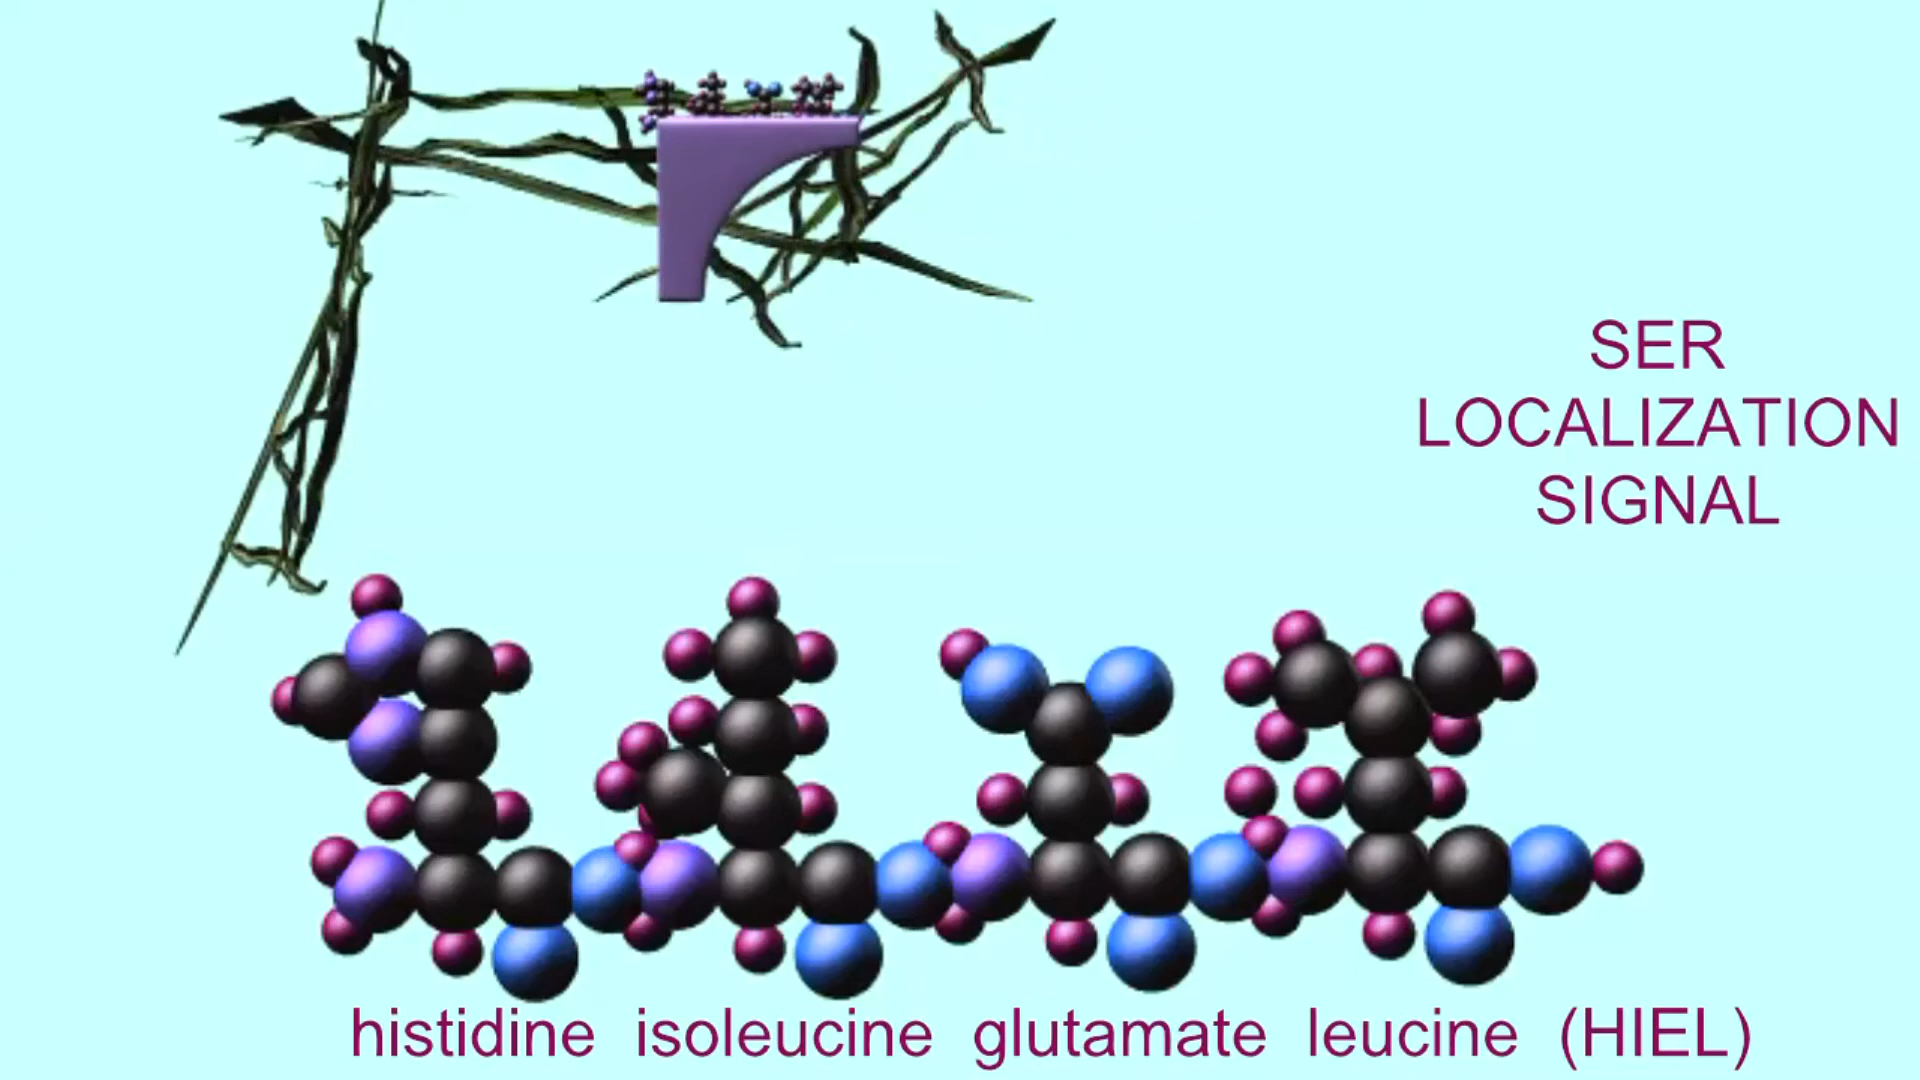 SER
LOCALIZATION
SIGNAL
histidine isoleucine glutamate leucine (HIEL)